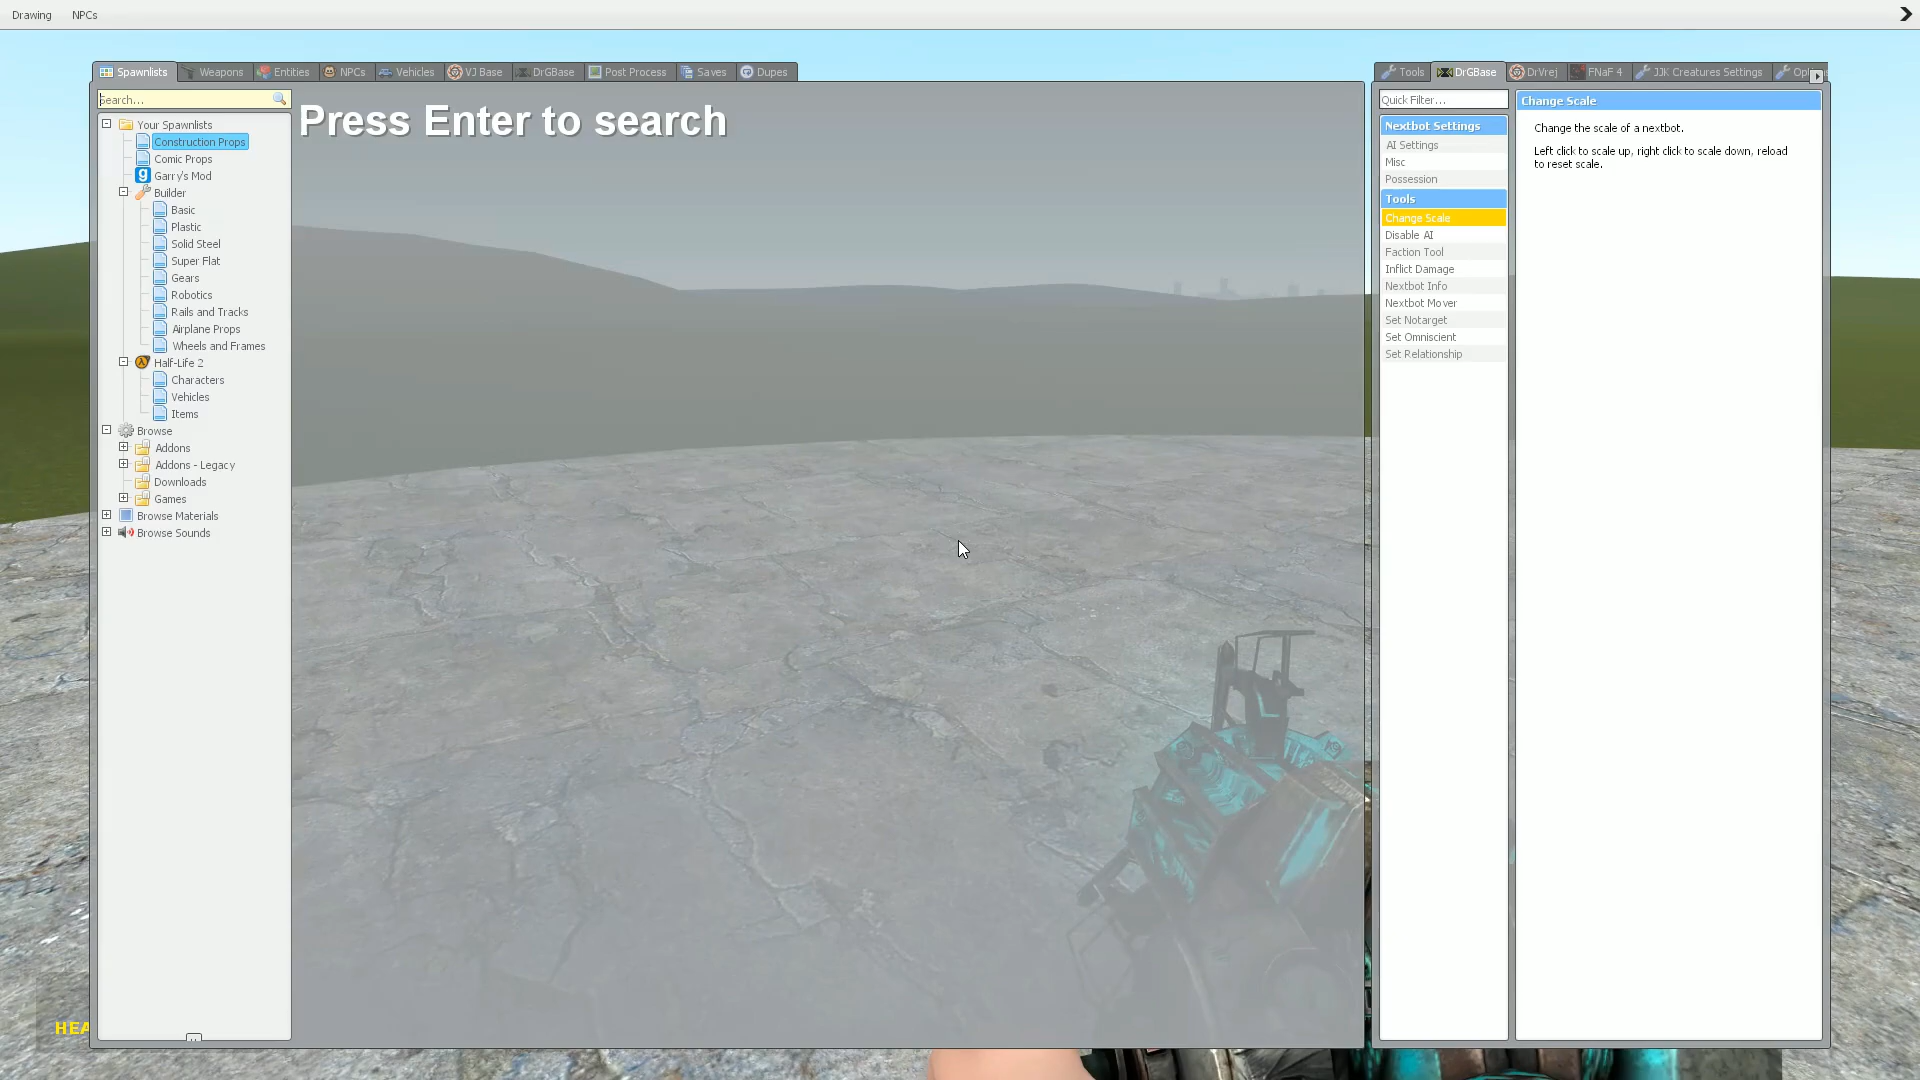 Drawing NPCs
Spawnlists Weapons Entities NPCs Vehicles VJ Base DrGBase Post Process Saves Dupes
Search...
Press Enter to search
Your Spawnlists
Construction Props
Comic Props
Garry's Mod
Builder
Basic
Plastic
Solid Steel
Super Flat
Gears
Robotics
Rails and Tracks
Airplane Props
Wheels and Frames
Half-Life 2
Characters
Vehicles
Items
Browse
Addons
Addons - Legacy
Downloads
Games
Browse Materials
Browse Sounds
HEA
Tools DrGBase DrVrej FNaF 4 JJK Creatures Settings
Quick Filter...
Nextbot Settings
AI Settings
Misc
Possession
Tools
Change Scale
Disable AI
Faction Tool
Inflict Damage
Nextbot Info
Nextbot Mover
Set Notarget
Set Omniscient
Set Relationship
Change Scale
Change the scale of a nextbot.
Left click to scale up, right click to scale down, reload
to reset scale.